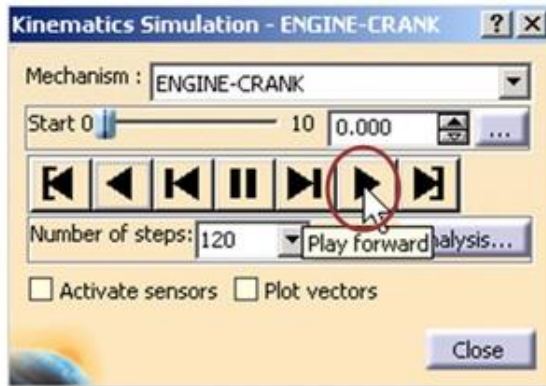 Kinematics Simulation - ENGINE-CRANK
Mechanism : ENGINE-CRANK
Start 0 10 0.000 ...
Number of steps: 120 Play forward alysis...
Activate sensors Plot vectors
Close